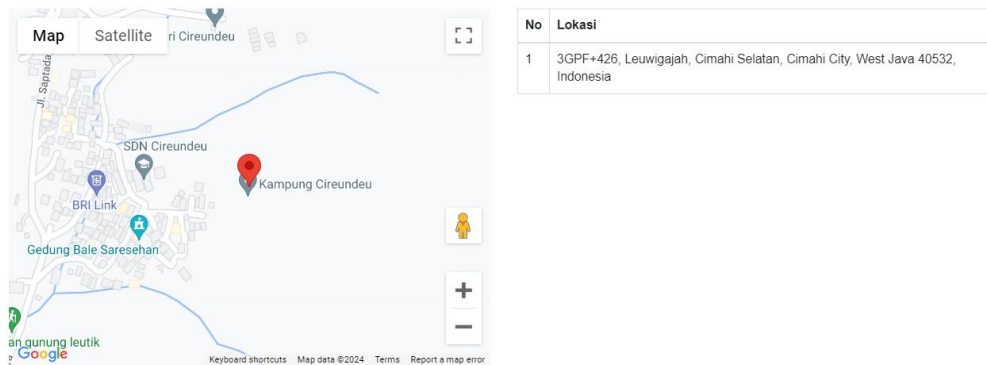 Map Satellite
ri Cireundeu
Jl. Saptada
SDN Cireundeu
Kampung Cireundeu
BRI Link
Gedung Bale Saresehan
an gunung leutik
Google
Keyboard shortcuts Map data ©2024 Terms Report a map error
No Lokasi
1 3GPF+426, Leuwigajah, Cimahi Selatan, Cimahi City, West Java 40532,
Indonesia